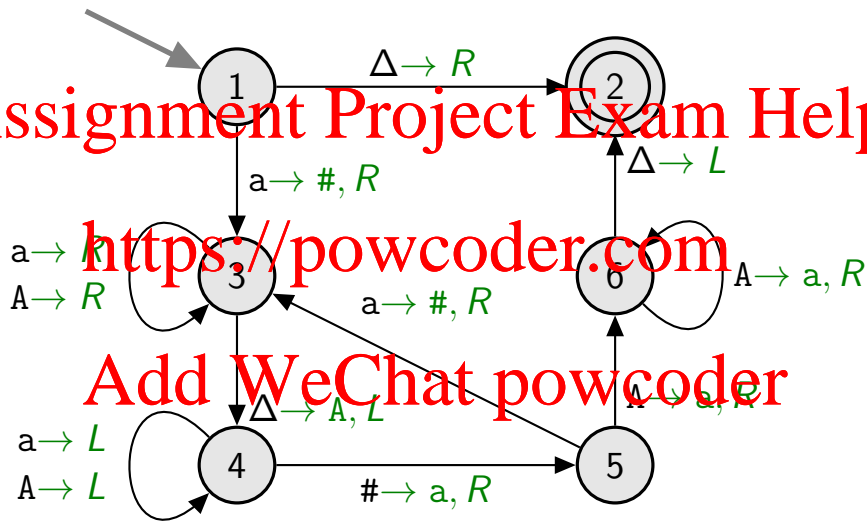 1
Δ→ R
2
Assignment Project Exam Help
a→ #, R
Δ→ L
a→ R
A→ R
3
https://powcoder.com
a→ #, R
6
A→ a, R
Add WeChat powcoder
Δ→ A, L
A→ a, R
a→ L
A→ L
4
#→ a, R
5